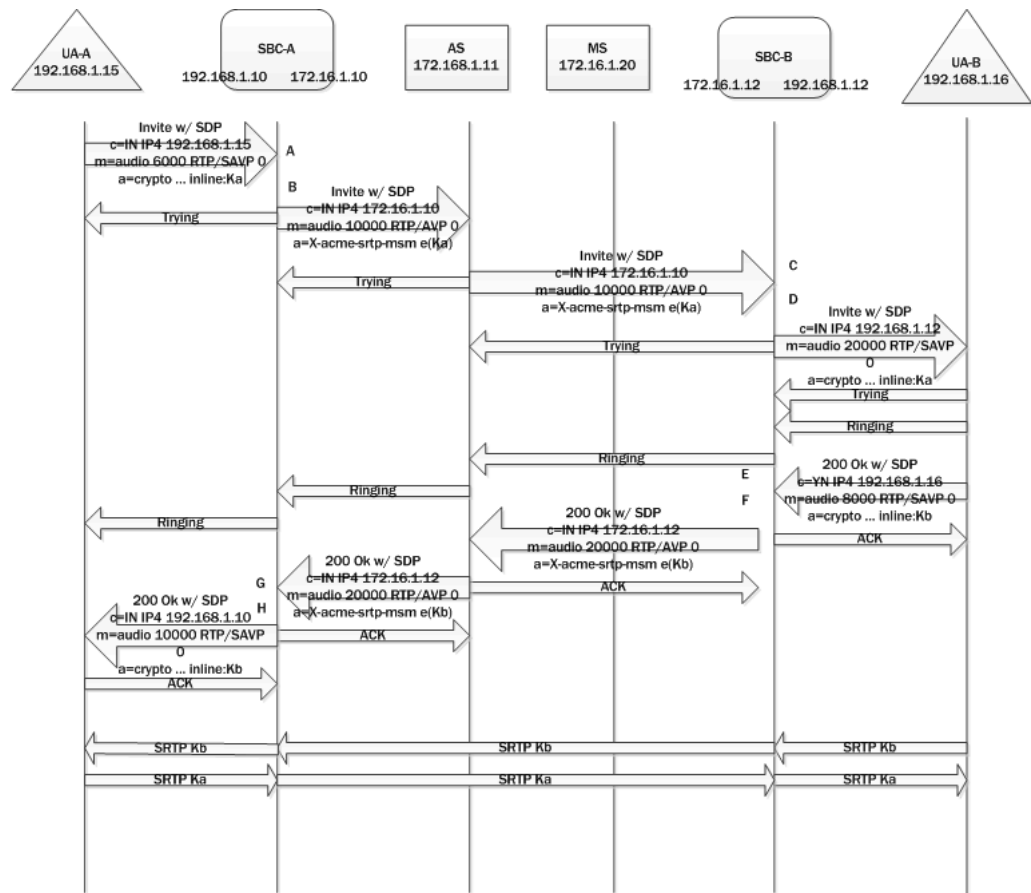 UA-A
192.168.1.15
SBC-A
192.168.1.10 172.16.1.10
AS
172.168.1.11
MS
172.16.1.20
SBC-B
172.16.1.12 192.168.1.12
UA-B
192.168.1.16
Invite w/ SDP
c=IN IP4 192.168.1.15
m=audio 6000 RTP/SAVP 0
a=crypto ... inline:Ka
A
B
Invite w/ SDP
c=IN IP4 172.16.1.10
m=audio 10000 RTP/AVP 0
a=X-acme-srtp-msm e(Ka)
Trying
Invite w/ SDP
c=IN IP4 172.16.1.10
m=audio 10000 RTP/AVP 0
a=X-acme-srtp-msm e(Ka)
Trying
C
D
Invite w/ SDP
c=IN IP4 192.168.1.12
m=audio 20000 RTP/SAVP
0
a=crypto ... inline:Ka
Trying
Trying
Ringing
Ringing
Ringing
Ringing
E
F
200 Ok w/ SDP
c=YN IP4 192.168.1.16
m=audio 8000 RTP/SAVP 0
a=crypto ... inline:Kb
ACK
200 Ok w/ SDP
c=IN IP4 172.16.1.12
m=audio 20000 RTP/AVP 0
a=X-acme-srtp-msm e(Kb)
ACK
G
H
200 Ok w/ SDP
c=IN IP4 172.16.1.12
m=audio 20000 RTP/AVP 0
a=X-acme-srtp-msm e(Kb)
ACK
200 Ok w/ SDP
c=IN IP4 192.168.1.10
m=audio 10000 RTP/SAVP
0
a=crypto ... inline:Kb
ACK
SRTP Kb
SRTP Kb
SRTP Kb
SRTP Ka
SRTP Ka
SRTP Ka